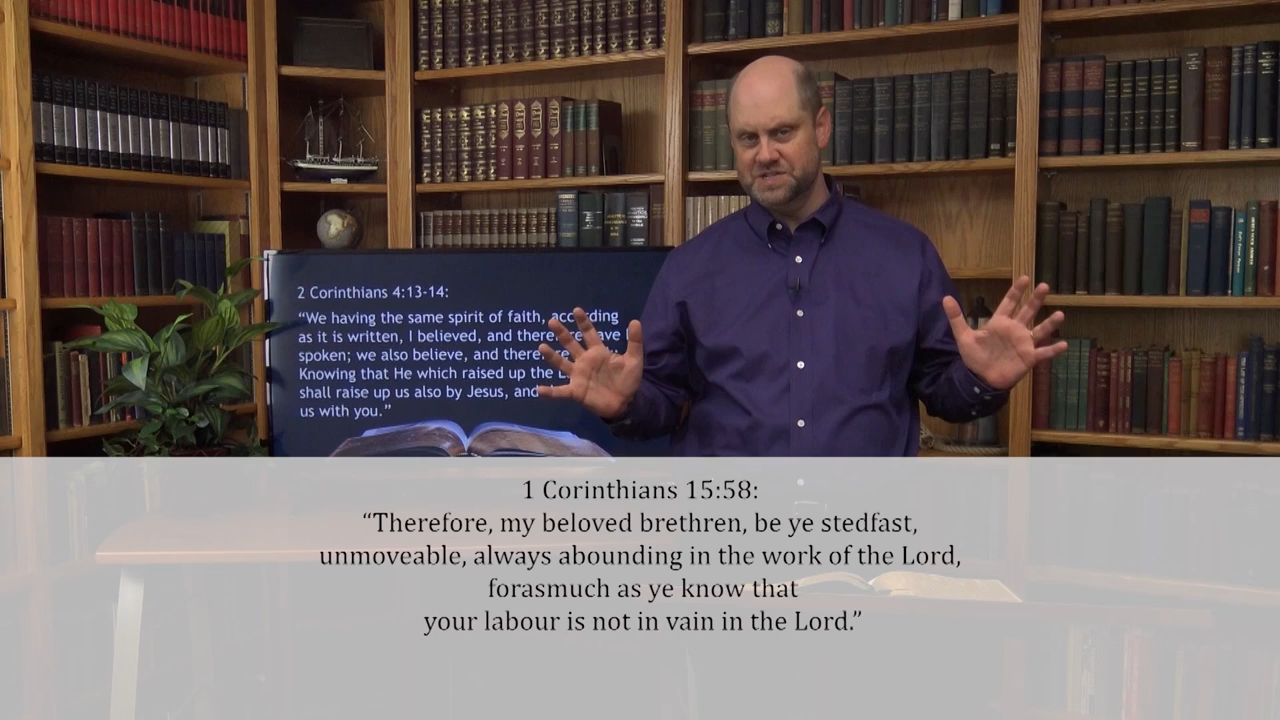 2 Corinthians 4:13-14:
“We having the same spirit of faith, according
as it is written, I believed, and have I
spoken; we also believe, and
Knowing that He which raised up the
shall raise up us also by Jesus, and
us with you.”
1 Corinthians 15:58:
“Therefore, my beloved brethren, be ye stedfast,
unmoveable, always abounding in the work of the Lord,
forasmuch as ye know that
your labour is not in vain in the Lord.”